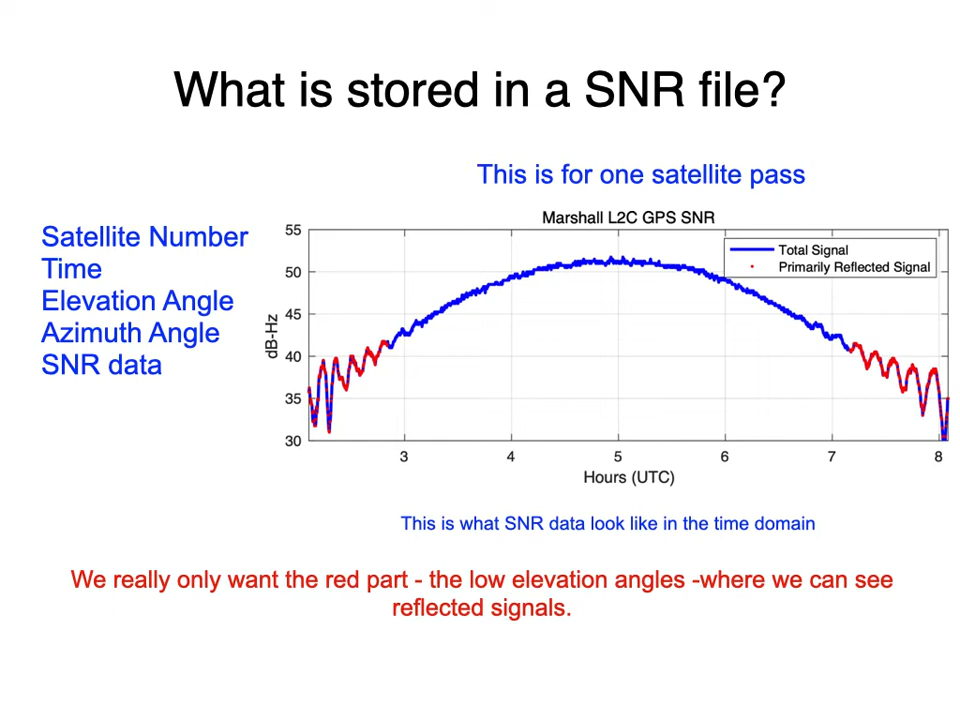 What is stored in a SNR file?
This is for one satellite pass
Satellite Number
Time
Elevation Angle
Azimuth Angle
SNR data
Marshall L2C GPS SNR
Total Signal
Primarily Reflected Signal
dB-Hz
55
50
45
40
35
30
3 4 5 6 7 8
Hours (UTC)
This is what SNR data look like in the time domain
We really only want the red part - the low elevation angles -where we can see
reflected signals.